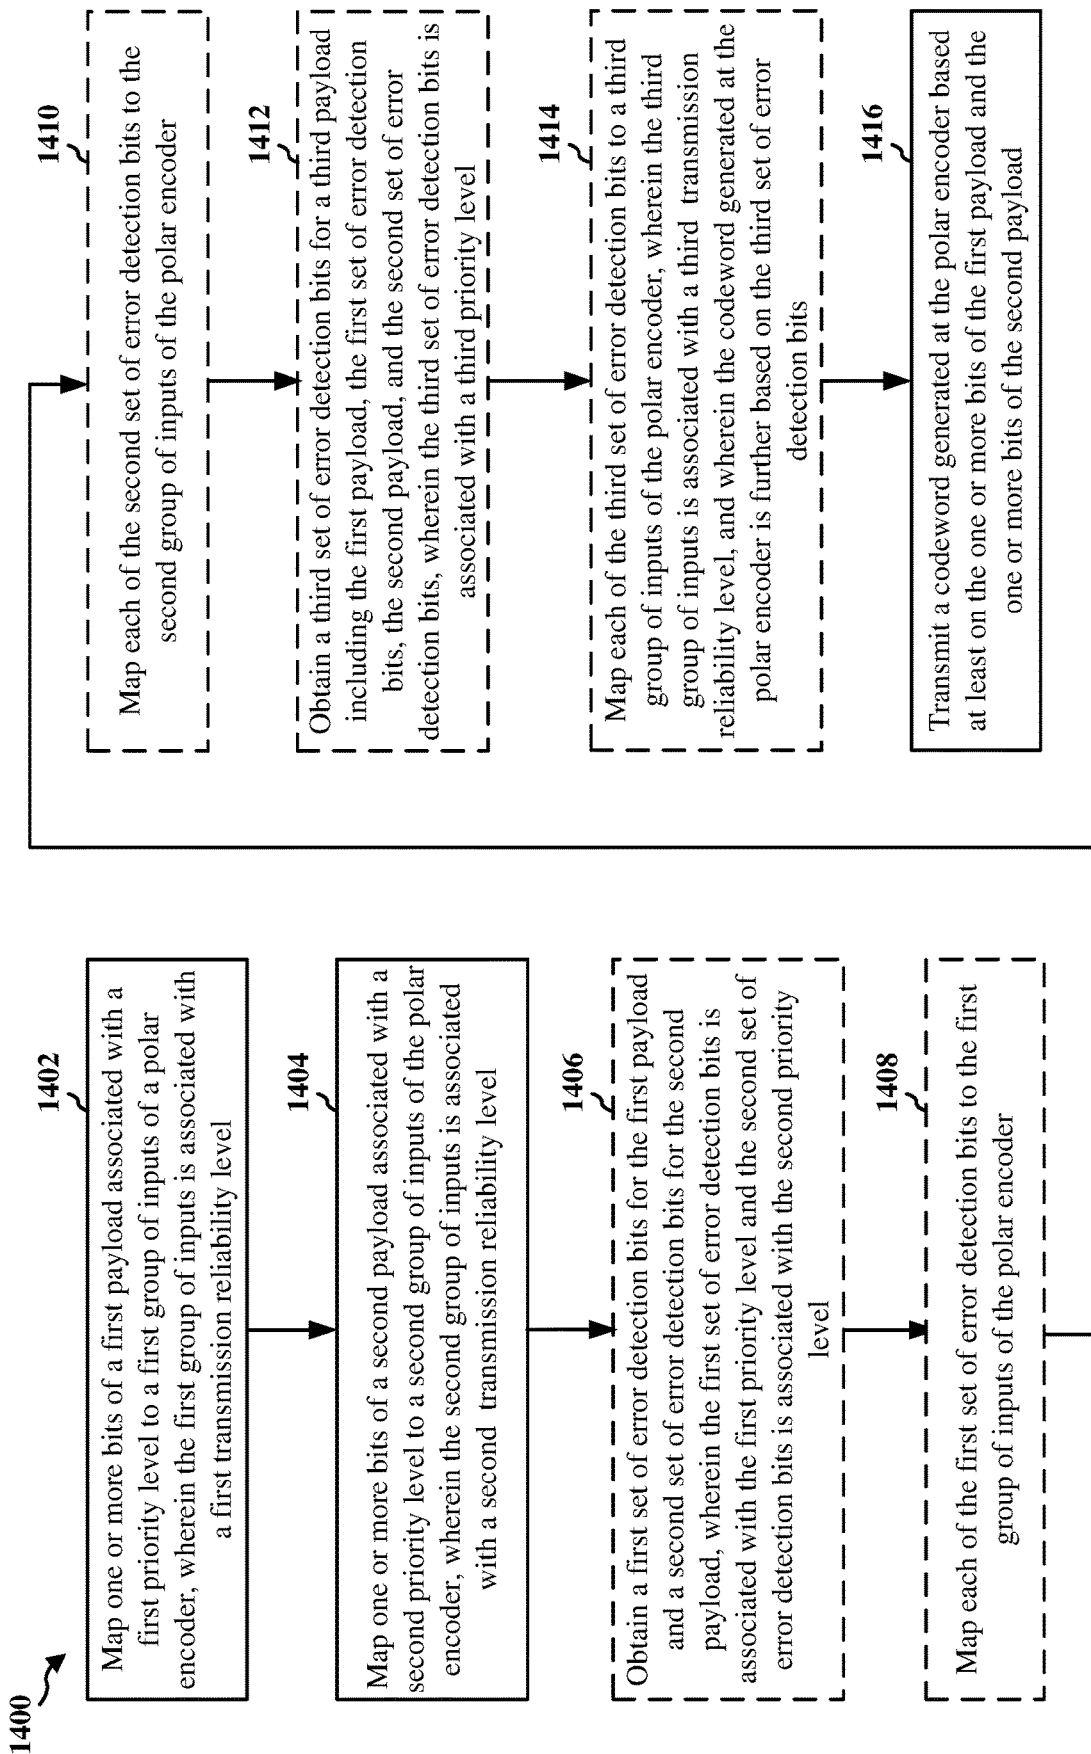 1400
1402
Map one or more bits of a first payload associated with a
first priority level to a first group of inputs of a polar
encoder, wherein the first group of inputs is associated with
a first transmission reliability level
1404
Map one or more bits of a second payload associated with a
second priority level to a second group of inputs of the polar
encoder, wherein the second group of inputs is associated
with a second transmission reliability level
1406
Obtain a first set of error detection bits for the first payload
and a second set of error detection bits for the second
payload, wherein the first set of error detection bits is
associated with the first priority level and the second set of
error detection bits is associated with the second priority
level
1408
Map each of the first set of error detection bits to the first
group of inputs of the polar encoder
1410
Map each of the second set of error detection bits to the
second group of inputs of the polar encoder
1412
Obtain a third set of error detection bits for a third payload
including the first payload, the first set of error detection
bits, the second payload, and the second set of error
detection bits, wherein the third set of error detection bits is
associated with a third priority level
1414
Map each of the third set of error detection bits to a third
group of inputs of the polar encoder, wherein the third
group of inputs is associated with a third transmission
reliability level, and wherein the codeword generated at the
polar encoder is further based on the third set of error
detection bits
1416
Transmit a codeword generated at the polar encoder based
at least on the one or more bits of the first payload and the
one or more bits of the second payload